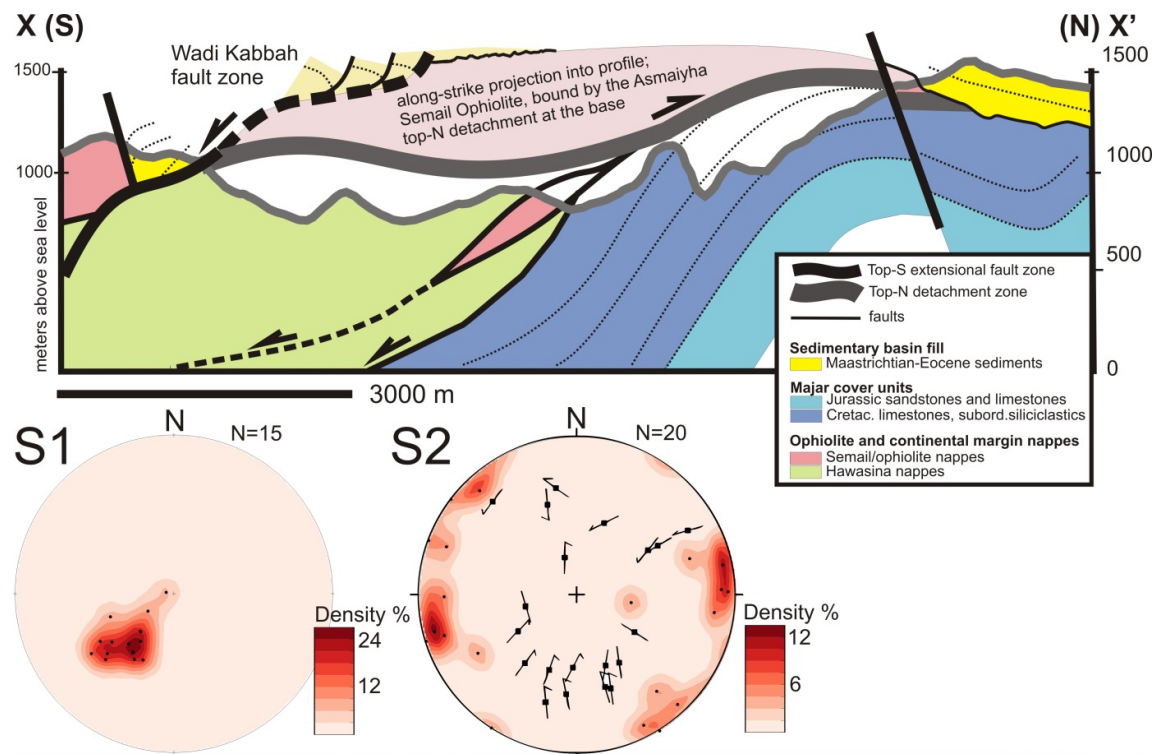 X (S)
(N) X'
Wadi Kabbah
fault zone
1500
1000
meters above sea level
along-strike projection into profile;
Semail Ophiolite, bound by the Asmaiyha
top-N detachment at the base
1500
1000
500
0
3000 m
Top-S extensional fault zone
Top-N detachment zone
faults
Sedimentary basin fill
Maastrichtian-Eocene sediments
Majar cover units
Jurassic sandstones and limestones
Cretac. limestones, subord.siliciclastics
Ophiolite and continental margin nappes
Semail/ophiolite nappes
Hawasina nappes
S1
N
N=15
Density %
24
12
S2
N
N=20
Density %
12
6